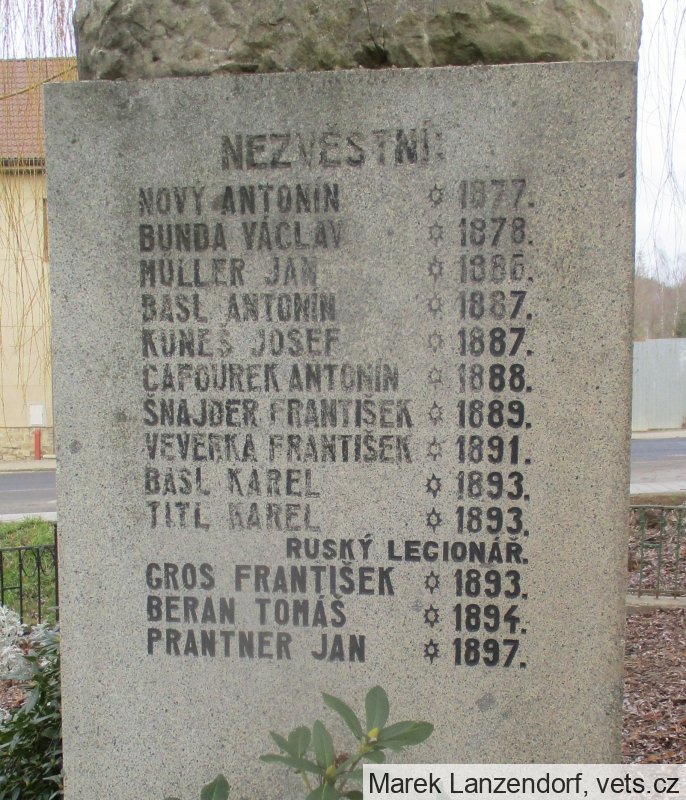 NEZVĚSTNÍ:
NOVÝ ANTONÍN ✡ 1877.
BUNDA VÁCLAV ✡ 1878.
MULLER JAN ✡ 1886.
BASL ANTONÍN ✡ 1887.
KUNEŠ JOSEF ✡ 1887.
CAFOUREK ANTONÍN ✡ 1888.
ŠNAJDER FRANTIŠEK ✡ 1889.
VEVERKA FRANTIŠEK ✡ 1891.
BASL KAREL ✡ 1893.
TITL KAREL ✡ 1893.
RUSKÝ LEGIONÁŘ.
GROS FRANTIŠEK ✡ 1893.
BERAN TOMÁŠ ✡ 1894.
PRANTNER JAN ✡ 1897.
Marek Lanzendorf, vets.cz